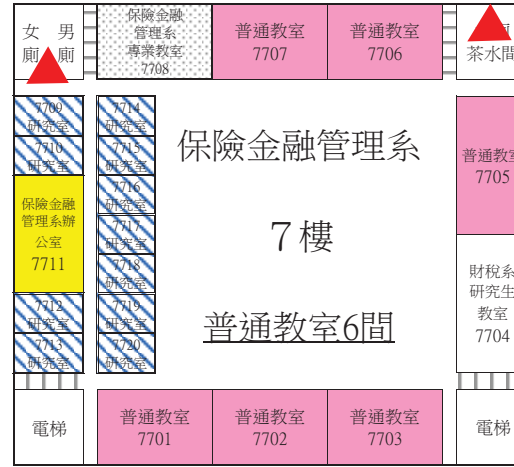 女 男
廁 廁
保險金融
管理系
專業教室
7708
普通教室
7707
普通教室
7706
茶水間
7709
研究室
7710
研究室
保險金融
管理系辦
公室
7711
7712
研究室
7713
研究室
7714
研究室
7715
研究室
7716
研究室
7717
研究室
7718
研究室
7719
研究室
7720
研究室
保險金融管理系
7樓
普通教室6間
普通教室
7705
財稅系
研究生
教室
7704
電梯
普通教室
7701
普通教室
7702
普通教室
7703
電梯